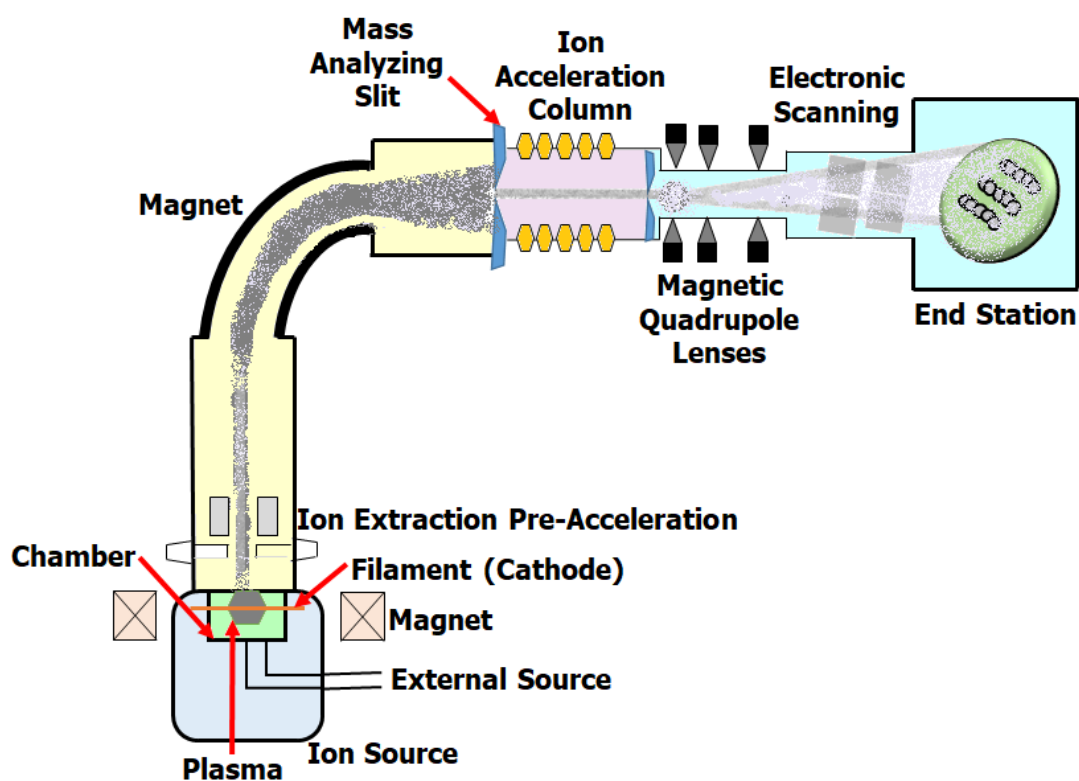 Mass
Analyzing
Slit
Ion
Acceleration
Column
Electronic
Scanning
Magnet
Magnetic
Quadrupole
Lenses
End Station
Ion Extraction Pre-Acceleration
Chamber
Filament (Cathode)
Magnet
External Source
Ion Source
Plasma